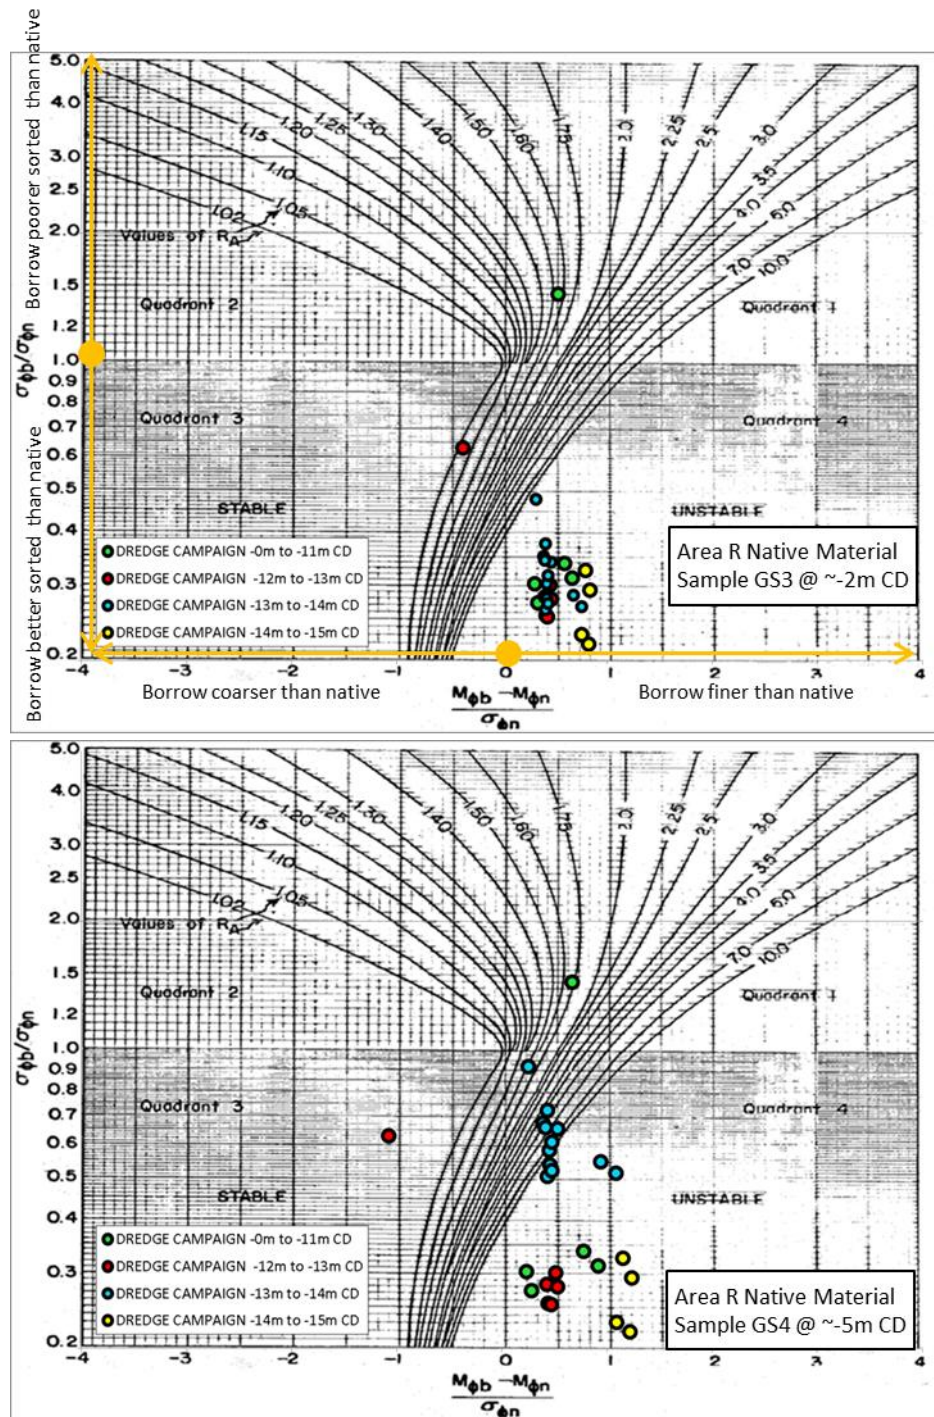 Borrow poorer sorted than native
Borrow better sorted than native
5.0
4.0
3.0
2.5
2.0
1.5
1.2
1.0
0.9
0.8
0.7
0.6
0.5
0.4
0.3
0.2
σϕb/σϕn
1.02
1.05
1.10
1.15
1.20
1.25
1.30
1.40
1.50
1.60
1.75
2.0
2.25
2.5
3.0
3.5
4.0
5.0
7.0
10.0
Values of RA
Quadrant 2
Quadrant 1
Quadrant 3
Quadrant 4
STABLE
UNSTABLE
DREDGE CAMPAIGN -0m to -11m CD
DREDGE CAMPAIGN -12m to -13m CD
DREDGE CAMPAIGN -13m to -14m CD
DREDGE CAMPAIGN -14m to -15m CD
Area R Native Material
Sample GS3 @ ~-2m CD
-4 -3 -2 -1 0 1 2 3 4
Borrow coarser than native
Borrow finer than native
Mϕb -Mϕn
σϕn
5.0
4.0
3.0
2.5
2.0
1.5
1.2
1.0
0.9
0.8
0.7
0.6
0.5
0.4
0.3
0.2
σϕb/σϕn
1.02
1.05
1.10
1.15
1.20
1.25
1.30
1.40
1.50
1.60
1.75
2.0
2.25
2.5
3.0
3.5
4.0
5.0
7.0
10.0
Values of RA
Quadrant 2
Quadrant 1
Quadrant 3
Quadrant 4
STABLE
UNSTABLE
DREDGE CAMPAIGN -0m to -11m CD
DREDGE CAMPAIGN -12m to -13m CD
DREDGE CAMPAIGN -13m to -14m CD
DREDGE CAMPAIGN -14m to -15m CD
Area R Native Material
Sample GS4 @ ~-5m CD
-4 -3 -2 -1 0 1 2 3 4
Mϕb -Mϕn
σϕn